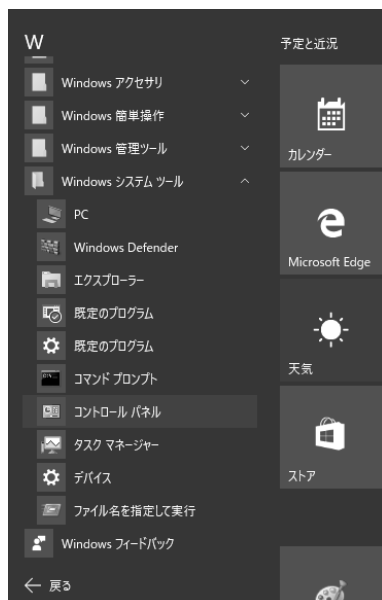 W
Windows アクセサリ
Windows 簡単操作
Windows 管理ツール
Windows システム ツール
PC
Windows Defender
エクスプローラー
既定のプログラム
既定のプログラム
コマンド プロンプト
コントロール パネル
タスク マネージャー
デバイス
ファイル名を指定して実行
Windows フィードバック
戻る
予定と近況
カレンダー
Microsoft Edge
天気
ストア